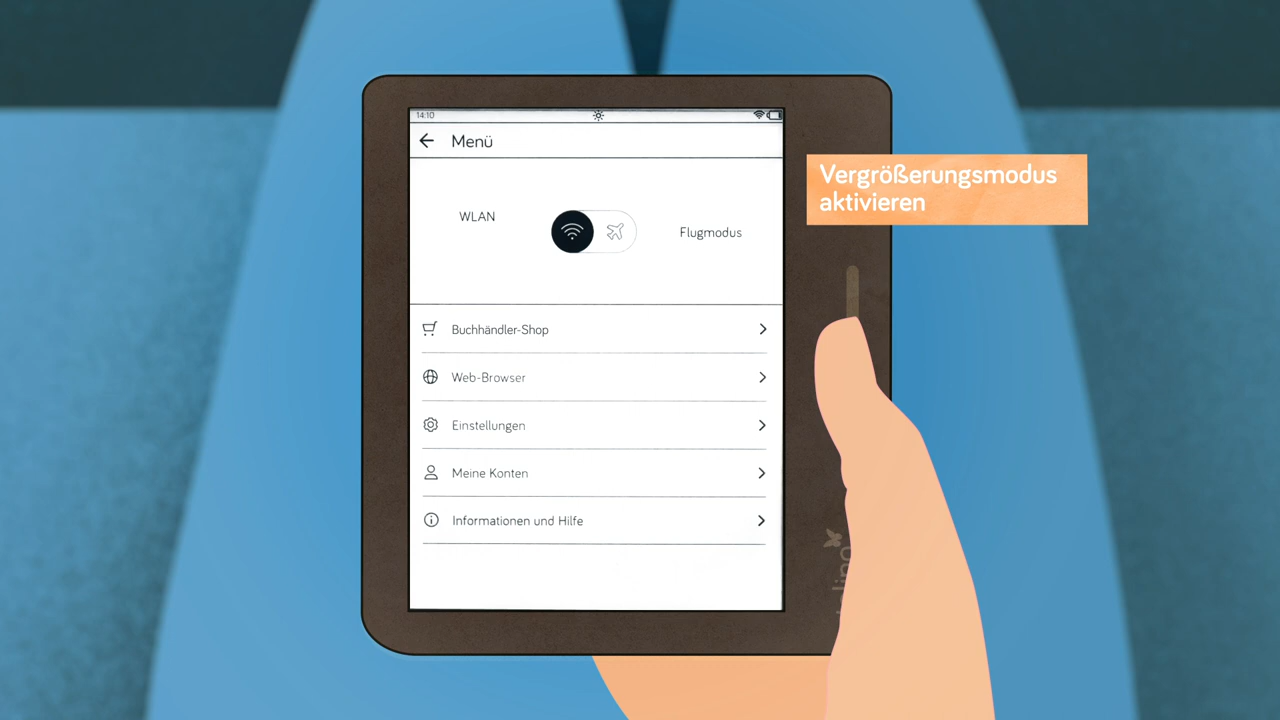 14:10
Menü
WLAN
Flugmodus
Vergrößerungsmodus
aktivieren
Buchhändler-Shop
Web-Browser
Einstellungen
Meine Konten
Informationen und Hilfe